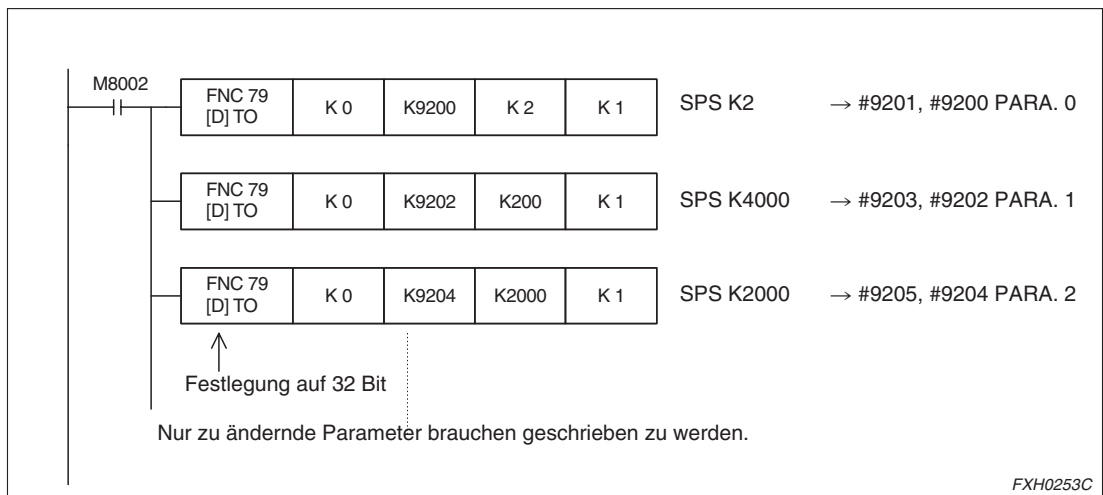 M8002
FNC 79 [D] TO K 0 K9200 K 2 K 1 SPS K2 → #9201, #9200 PARA. 0
FNC 79 [D] TO K 0 K9202 K200 K 1 SPS K4000 → #9203, #9202 PARA. 1
FNC 79 [D] TO K 0 K9204 K2000 K 1 SPS K2000 → #9205, #9204 PARA. 2
Festlegung auf 32 Bit
Nur zu ändernde Parameter brauchen geschrieben zu werden.
FXH0253C